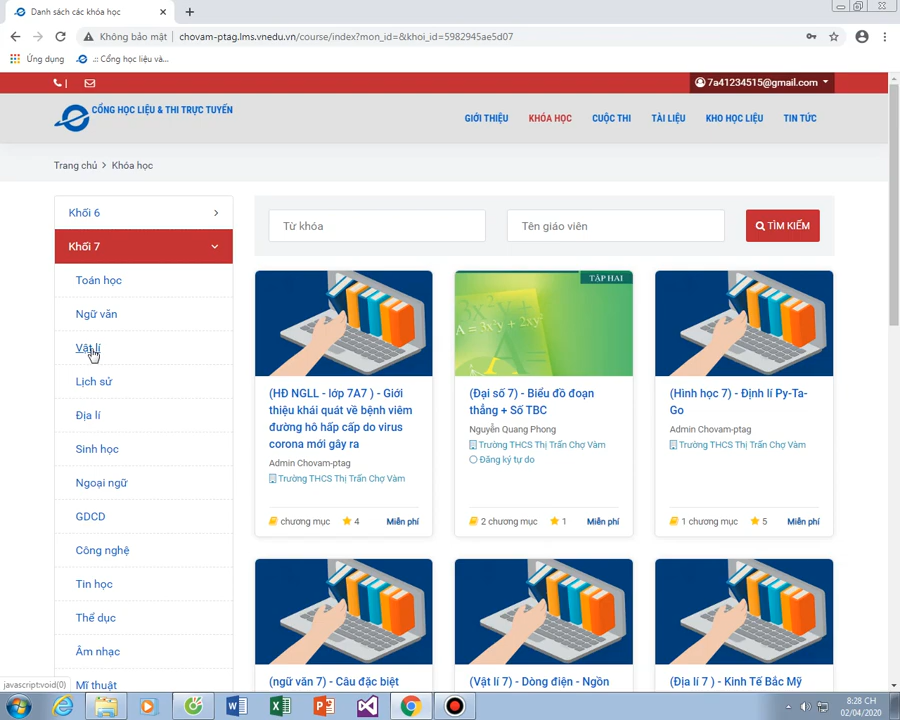 Danh sách các khóa học
Không bảo mật
chovam-ptag.lms.vnedu.vn/course/index?mon_id=&khoi_id=5982945ae5d07
Ứng dụng
.:: Cổng học liệu và...
7a41234515@gmail.com
CỔNG HỌC LIỆU & THI TRỰC TUYẾN
GIỚI THIỆU
KHÓA HỌC
CUỘC THI
TÀI LIỆU
KHO HỌC LIỆU
TIN TỨC
Trang chủ > Khóa học
Khối 6
Khối 7
Toán học
Ngữ văn
Vật lí
Lịch sử
Địa lí
Sinh học
Ngoại ngữ
GDCD
Công nghệ
Tin học
Thể dục
Âm nhạc
Mĩ thuật
Từ khóa
Tên giáo viên
TÌM KIẾM
(HĐ NGLL - lớp 7A7 ) - Giới
thiệu khái quát về bệnh viêm
đường hô hấp cấp do virus
corona mới gây ra
Admin Chovam-ptag
Trường THCS Thị Trấn Chợ Vàm
chương mục
4
Miễn phí
TẬP HAI
(Đại số 7) - Biểu đồ đoạn
thẳng + Số TBC
Nguyễn Quang Phong
Trường THCS Thị Trấn Chợ Vàm
Đăng ký tự do
2 chương mục
1
Miễn phí
(Hình học 7) - Định lí Py-Ta-
Go
Admin Chovam-ptag
Trường THCS Thị Trấn Chợ Vàm
1 chương mục
5
Miễn phí
(ngữ văn 7) - Câu đặc biệt
(Vật lí 7) - Dòng điện - Ngồn
(Địa lí 7 ) - Kinh Tế Bắc Mỹ
javascript:void(0)
8:28 CH
02/04/2020